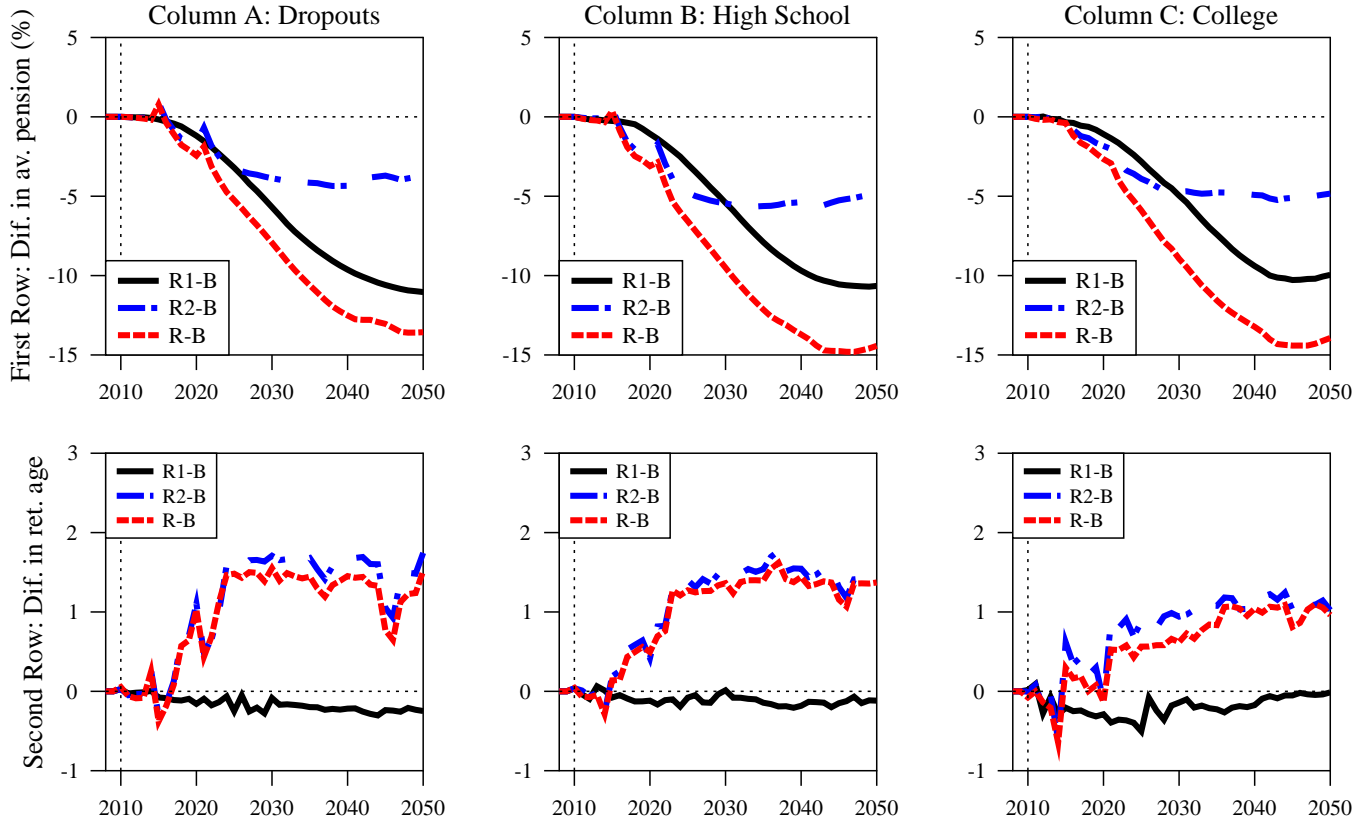 Column A: Dropouts
Column B: High School
Column C: College
First Row: Dif. in av. pension (%)
5
0
-5
-10
-15
R1-B
R2-B
R-B
2010 2020 2030 2040 2050
5
0
-5
-10
-15
R1-B
R2-B
R-B
2010 2020 2030 2040 2050
5
0
-5
-10
-15
R1-B
R2-B
R-B
2010 2020 2030 2040 2050
Second Row: Dif. in ret. age
3
2
1
0
-1
R1-B
R2-B
R-B
2010 2020 2030 2040 2050
3
2
1
0
-1
R1-B
R2-B
R-B
2010 2020 2030 2040 2050
3
2
1
0
-1
R1-B
R2-B
R-B
2010 2020 2030 2040 2050